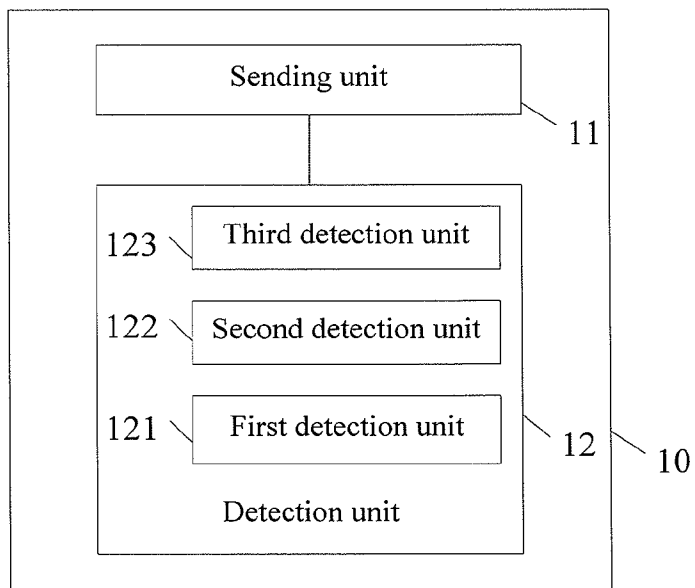 Sending unit
11
Third detection unit
123
Second detection unit
122
First detection unit
121
12
10
Detection unit